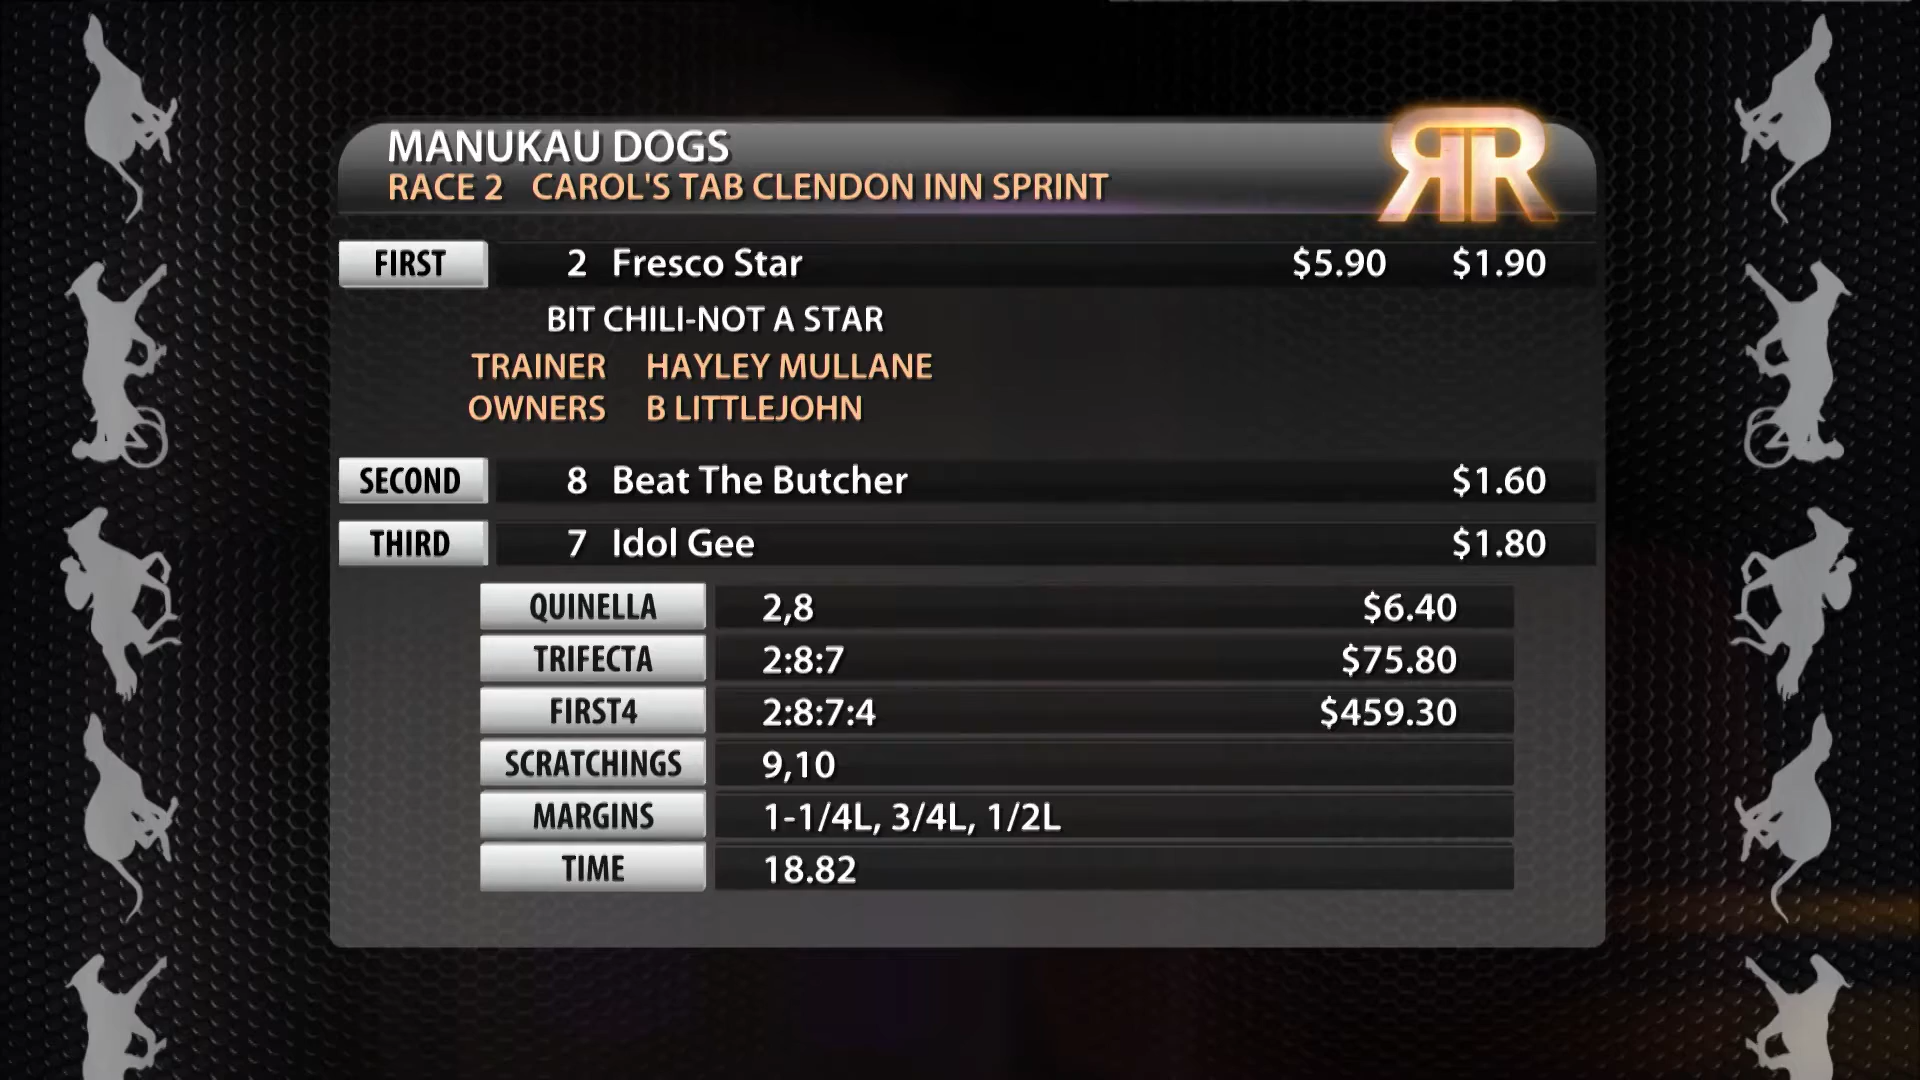 MANUKAU DOGS
RACE 2 CAROL'S TAB CLENDON INN SPRINT
RR
FIRST 2 Fresco Star $5.90 $1.90
BIT CHILI-NOT A STAR
TRAINER HAYLEY MULLANE
OWNERS B LITTLEJOHN
SECOND 8 Beat The Butcher $1.60
THIRD 7 Idol Gee $1.80
QUINELLA 2,8 $6.40
TRIFECTA 2:8:7 $75.80
FIRST4 2:8:7:4 $459.30
SCRATCHINGS 9,10
MARGINS 1-1/4L, 3/4L, 1/2L
TIME 18.82